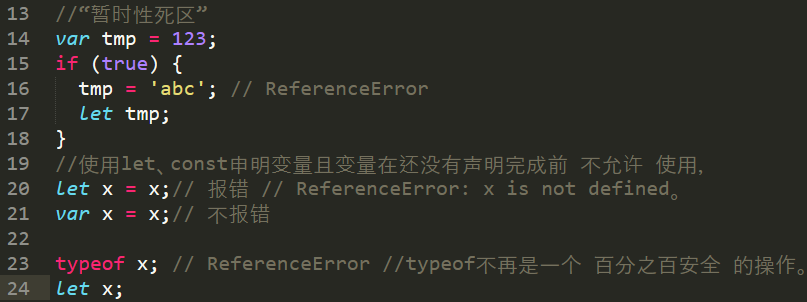 13 //“暂时性死区”
14 var tmp = 123;
15 if (true) {
16 tmp = 'abc'; // ReferenceError
17 let tmp;
18 }
19 //使用let、const申明变量且变量在还没有声明完成前 不允许 使用,
20 let x = x;// 报错 // ReferenceError: x is not defined。
21 var x = x;// 不报错
22
23 typeof x; // ReferenceError //typeof不再是一个 百分之百安全 的操作。
24 let x;